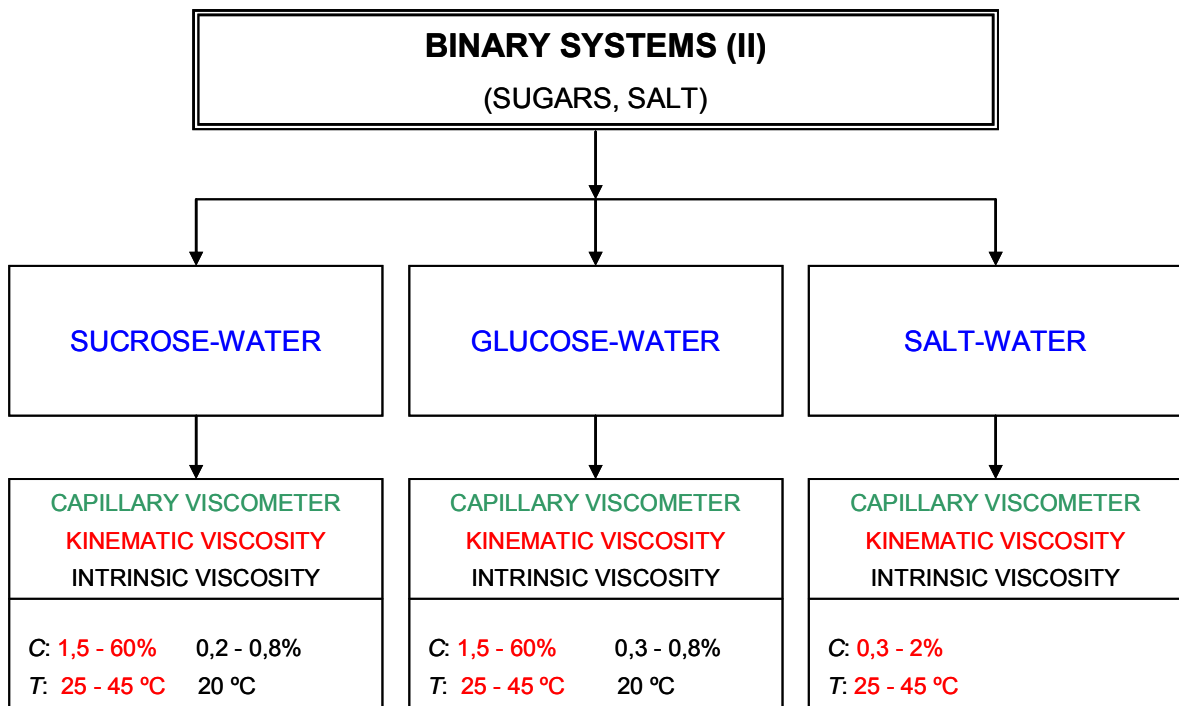 BINARY SYSTEMS (II)
(SUGARS, SALT)
SUCROSE-WATER
GLUCOSE-WATER
SALT-WATER
CAPILLARY VISCOMETER
KINEMATIC VISCOSITY
INTRINSIC VISCOSITY
C: 1,5 - 60% 0,2 - 0,8%
T: 25 - 45 ºC 20 ºC
CAPILLARY VISCOMETER
KINEMATIC VISCOSITY
INTRINSIC VISCOSITY
C: 1,5 - 60% 0,3 - 0,8%
T: 25 - 45 ºC 20 ºC
CAPILLARY VISCOMETER
KINEMATIC VISCOSITY
INTRINSIC VISCOSITY
C: 0,3 - 2%
T: 25 - 45 ºC